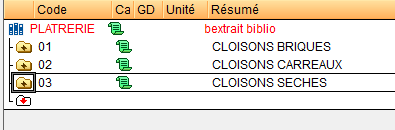 Code Ca GD Unité Résumé
PLATRERIE bextrait biblio
01 CLOISONS BRIQUES
02 CLOISONS CARREAUX
03 CLOISONS SECHES